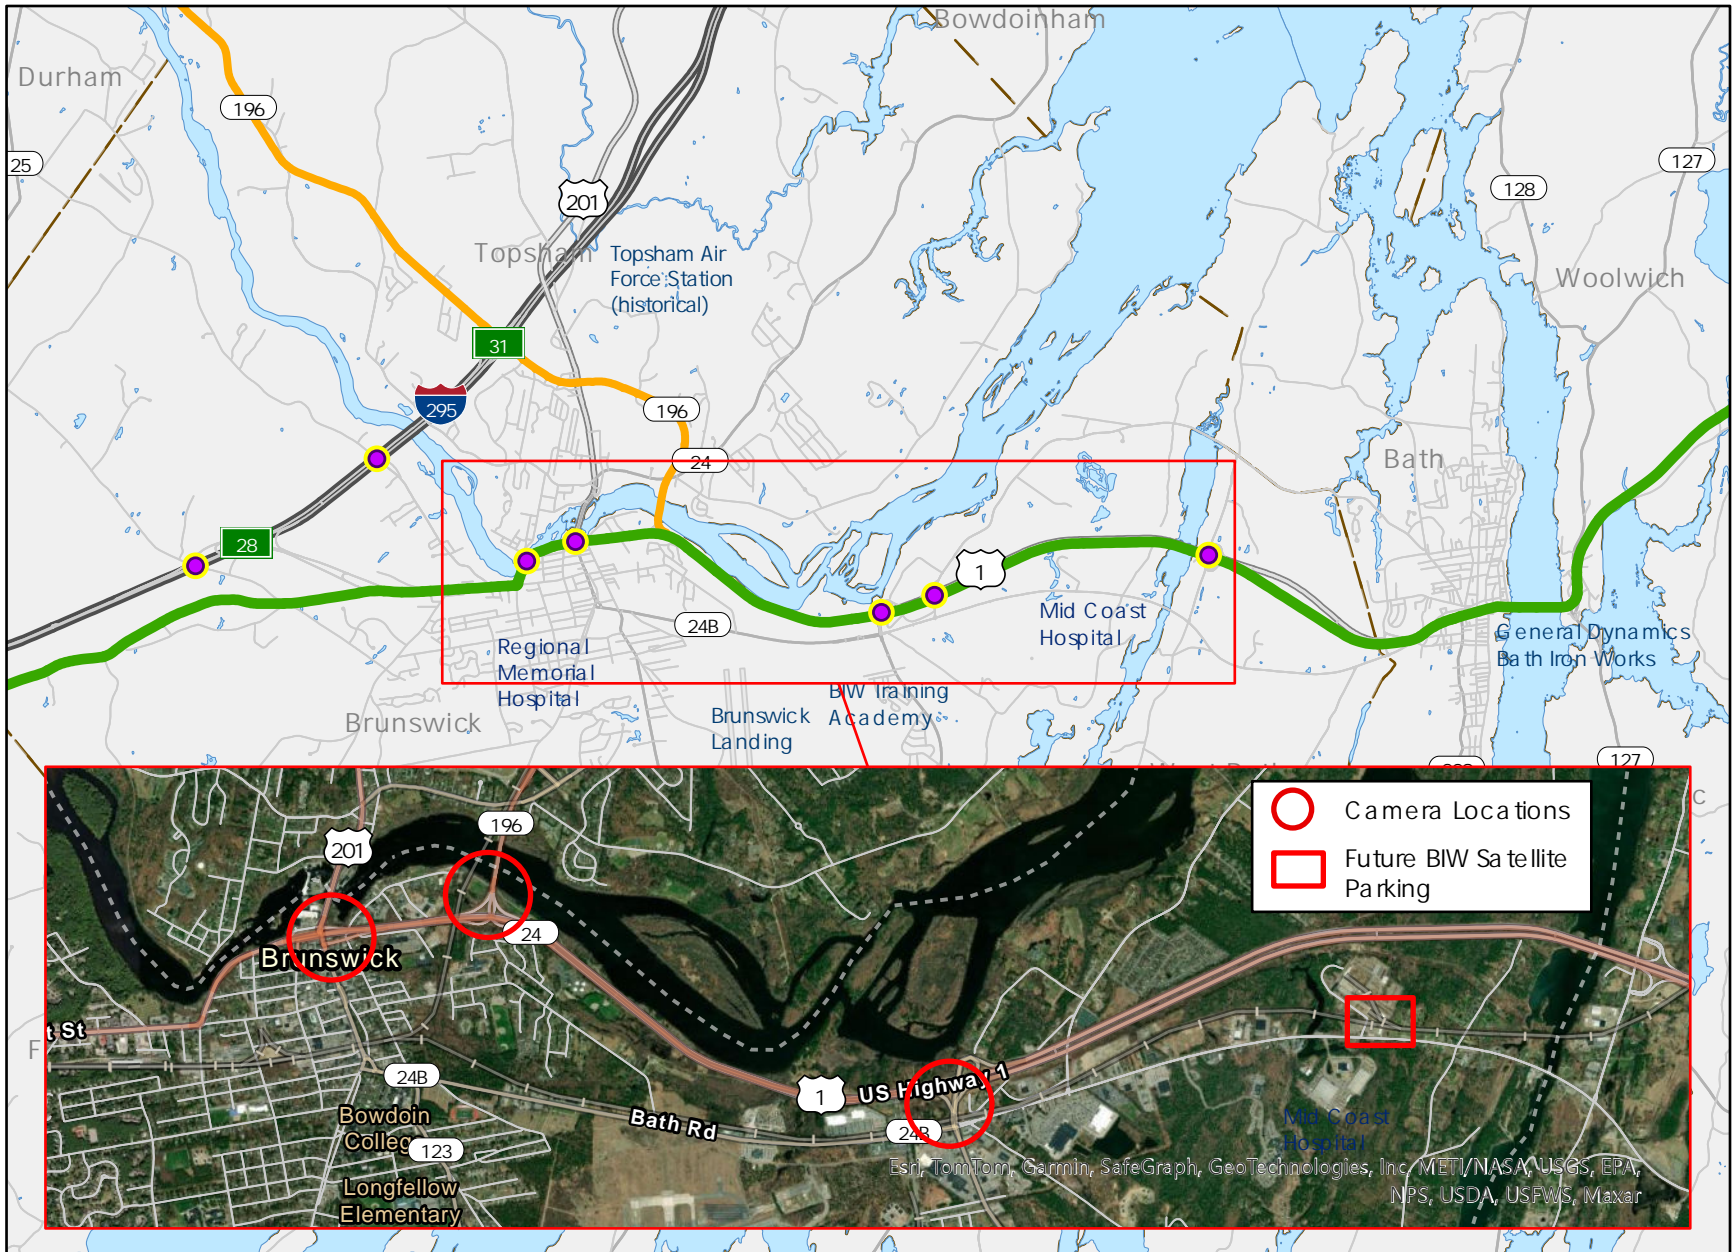 Bowdoinham
Durham
196
25
127
128
201
Topsham
Topsham Air
Force Station
(historical)
Woolwich
31
295
196
24
Bath
28
1
24B
Mid Coast
Hospital
General Dynamics
Bath Iron Works
Regional
Memorial
Hospital
BIW Training
Academy
Brunswick
Brunswick
Landing
127
Camera Locations
Future BIW Satellite
Parking
196
201
24
Brunswick
t St
24B
1
US Highway 1
Bath Rd
24B
Bowdoin
College
123
Mid Coast
Hospital
Longfellow
Elementary
Esri, TomTom, Garmin, SafeGraph, GeoTechnologies, Inc, METI/NASA, USGS, EPA,
NPS, USDA, USFWS, Maxar